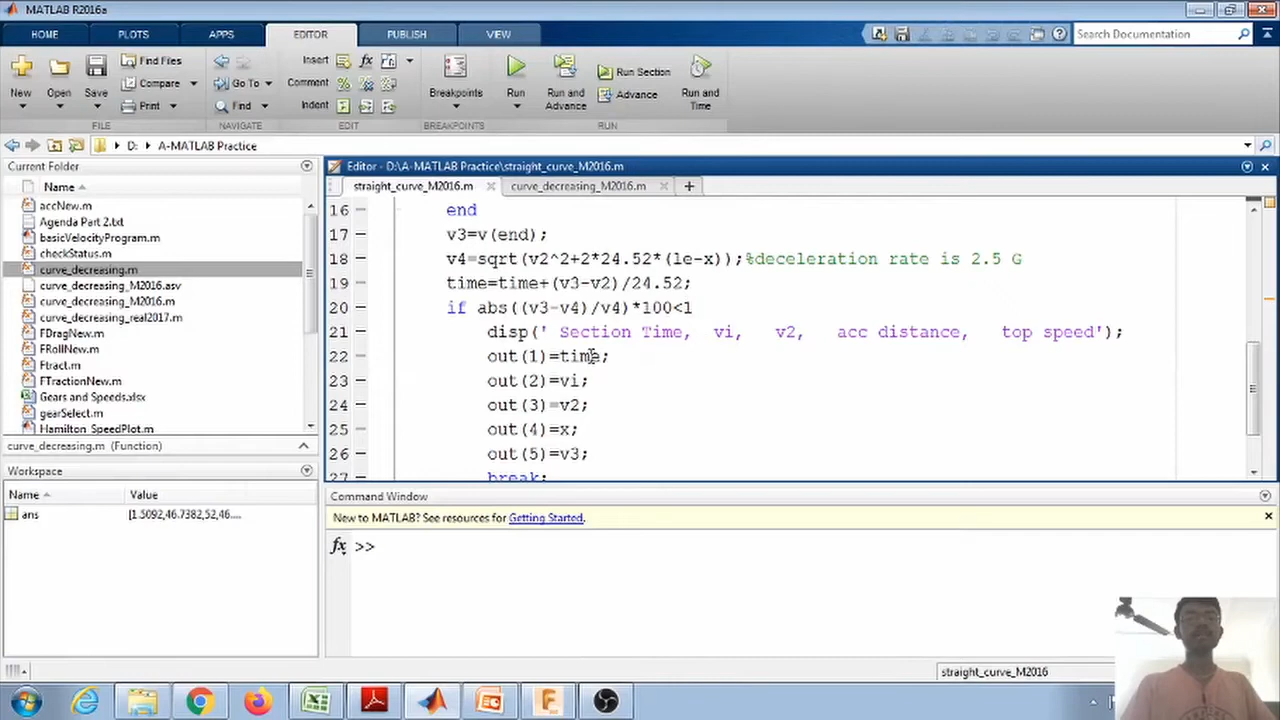 MATLAB R2016a
HOME PLOTS APPS EDITOR PUBLISH VIEW
Search Documentation
New Open Save
Find Files
Compare
Print
FILE
Go To
Find
NAVIGATE
Insert fx
Comment
Indent
EDIT
Breakpoints
BREAKPOINTS
Run
Run and Advance
Run Section
Advance
Run and Time
RUN
D: A-MATLAB Practice
Current Folder
Name
accNew.m
Agenda Part 2.txt
basicVelocityProgram.m
checkStatus.m
curve_decreasing.m
curve_decreasing_M2016.asv
curve_decreasing_M2016.m
curve_decreasing_real2017.m
FDragNew.m
FRollNew.m
Ftract.m
FTractionNew.m
Gears and Speeds.xlsx
gearSelect.m
Hamilton_SpeedPlot.m
curve_decreasing.m (Function)
Workspace
Name Value
ans [1.5092,46.7382,52,46....
Editor - D:\A-MATLAB Practice\straight_curve_M2016.m
straight_curve_M2016.m curve_decreasing_M2016.m
16 end
17 v3=v(end);
18 v4=sqrt(v2^2+2*24.52*(le-x));%deceleration rate is 2.5 G
19 time=time+(v3-v2)/24.52;
20 if abs((v3-v4)/v4)*100<1
21 disp(' Section Time, vi, v2, acc distance, top speed');
22 out(1)=time;
23 out(2)=vi;
24 out(3)=v2;
25 out(4)=x;
26 out(5)=v3;
27 break;
Command Window
New to MATLAB? See resources for Getting Started.
fx >>
straight_curve_M2016